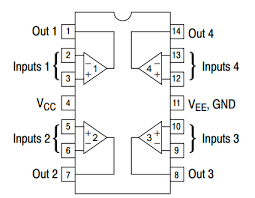 Out 1 1 14 Out 4
Inputs 1 { 2 − 1 − 13 } Inputs 4
3 + 4 + 12
VCC 4 11 VEE, GND
Inputs 2 { 5 + 2 + 10 } Inputs 3
6 − 3 − 9
Out 2 7 8 Out 3